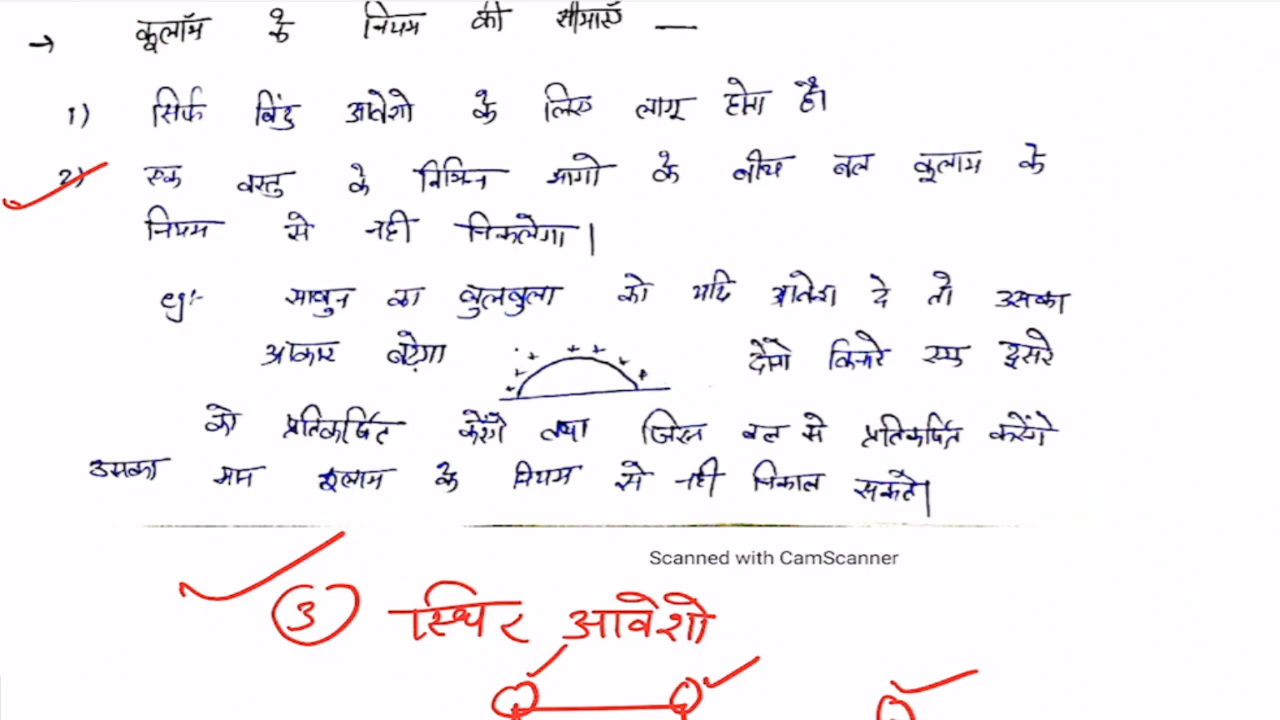 → कूलॉम के नियम की सीमाएँ —
1) सिर्फ बिंदु आवेशो के लिए लागू होता है।
2) एक वस्तु के विभिन्न भागो के बीच बल कूलाम के
नियम से नही निकलेगा।
eg:- साबुन का बुलबुला को यदि आवेश दे तो उसका
आकार बढ़ेगा दोनो किनारे एक दूसरे
को प्रतिकर्षित करेंगे तथा जिस बल से प्रतिकर्षित करेंगे
उसका मान कूलाम के नियम से नही निकाल सकते।
Scanned with CamScanner
3 स्थिर आवेशो